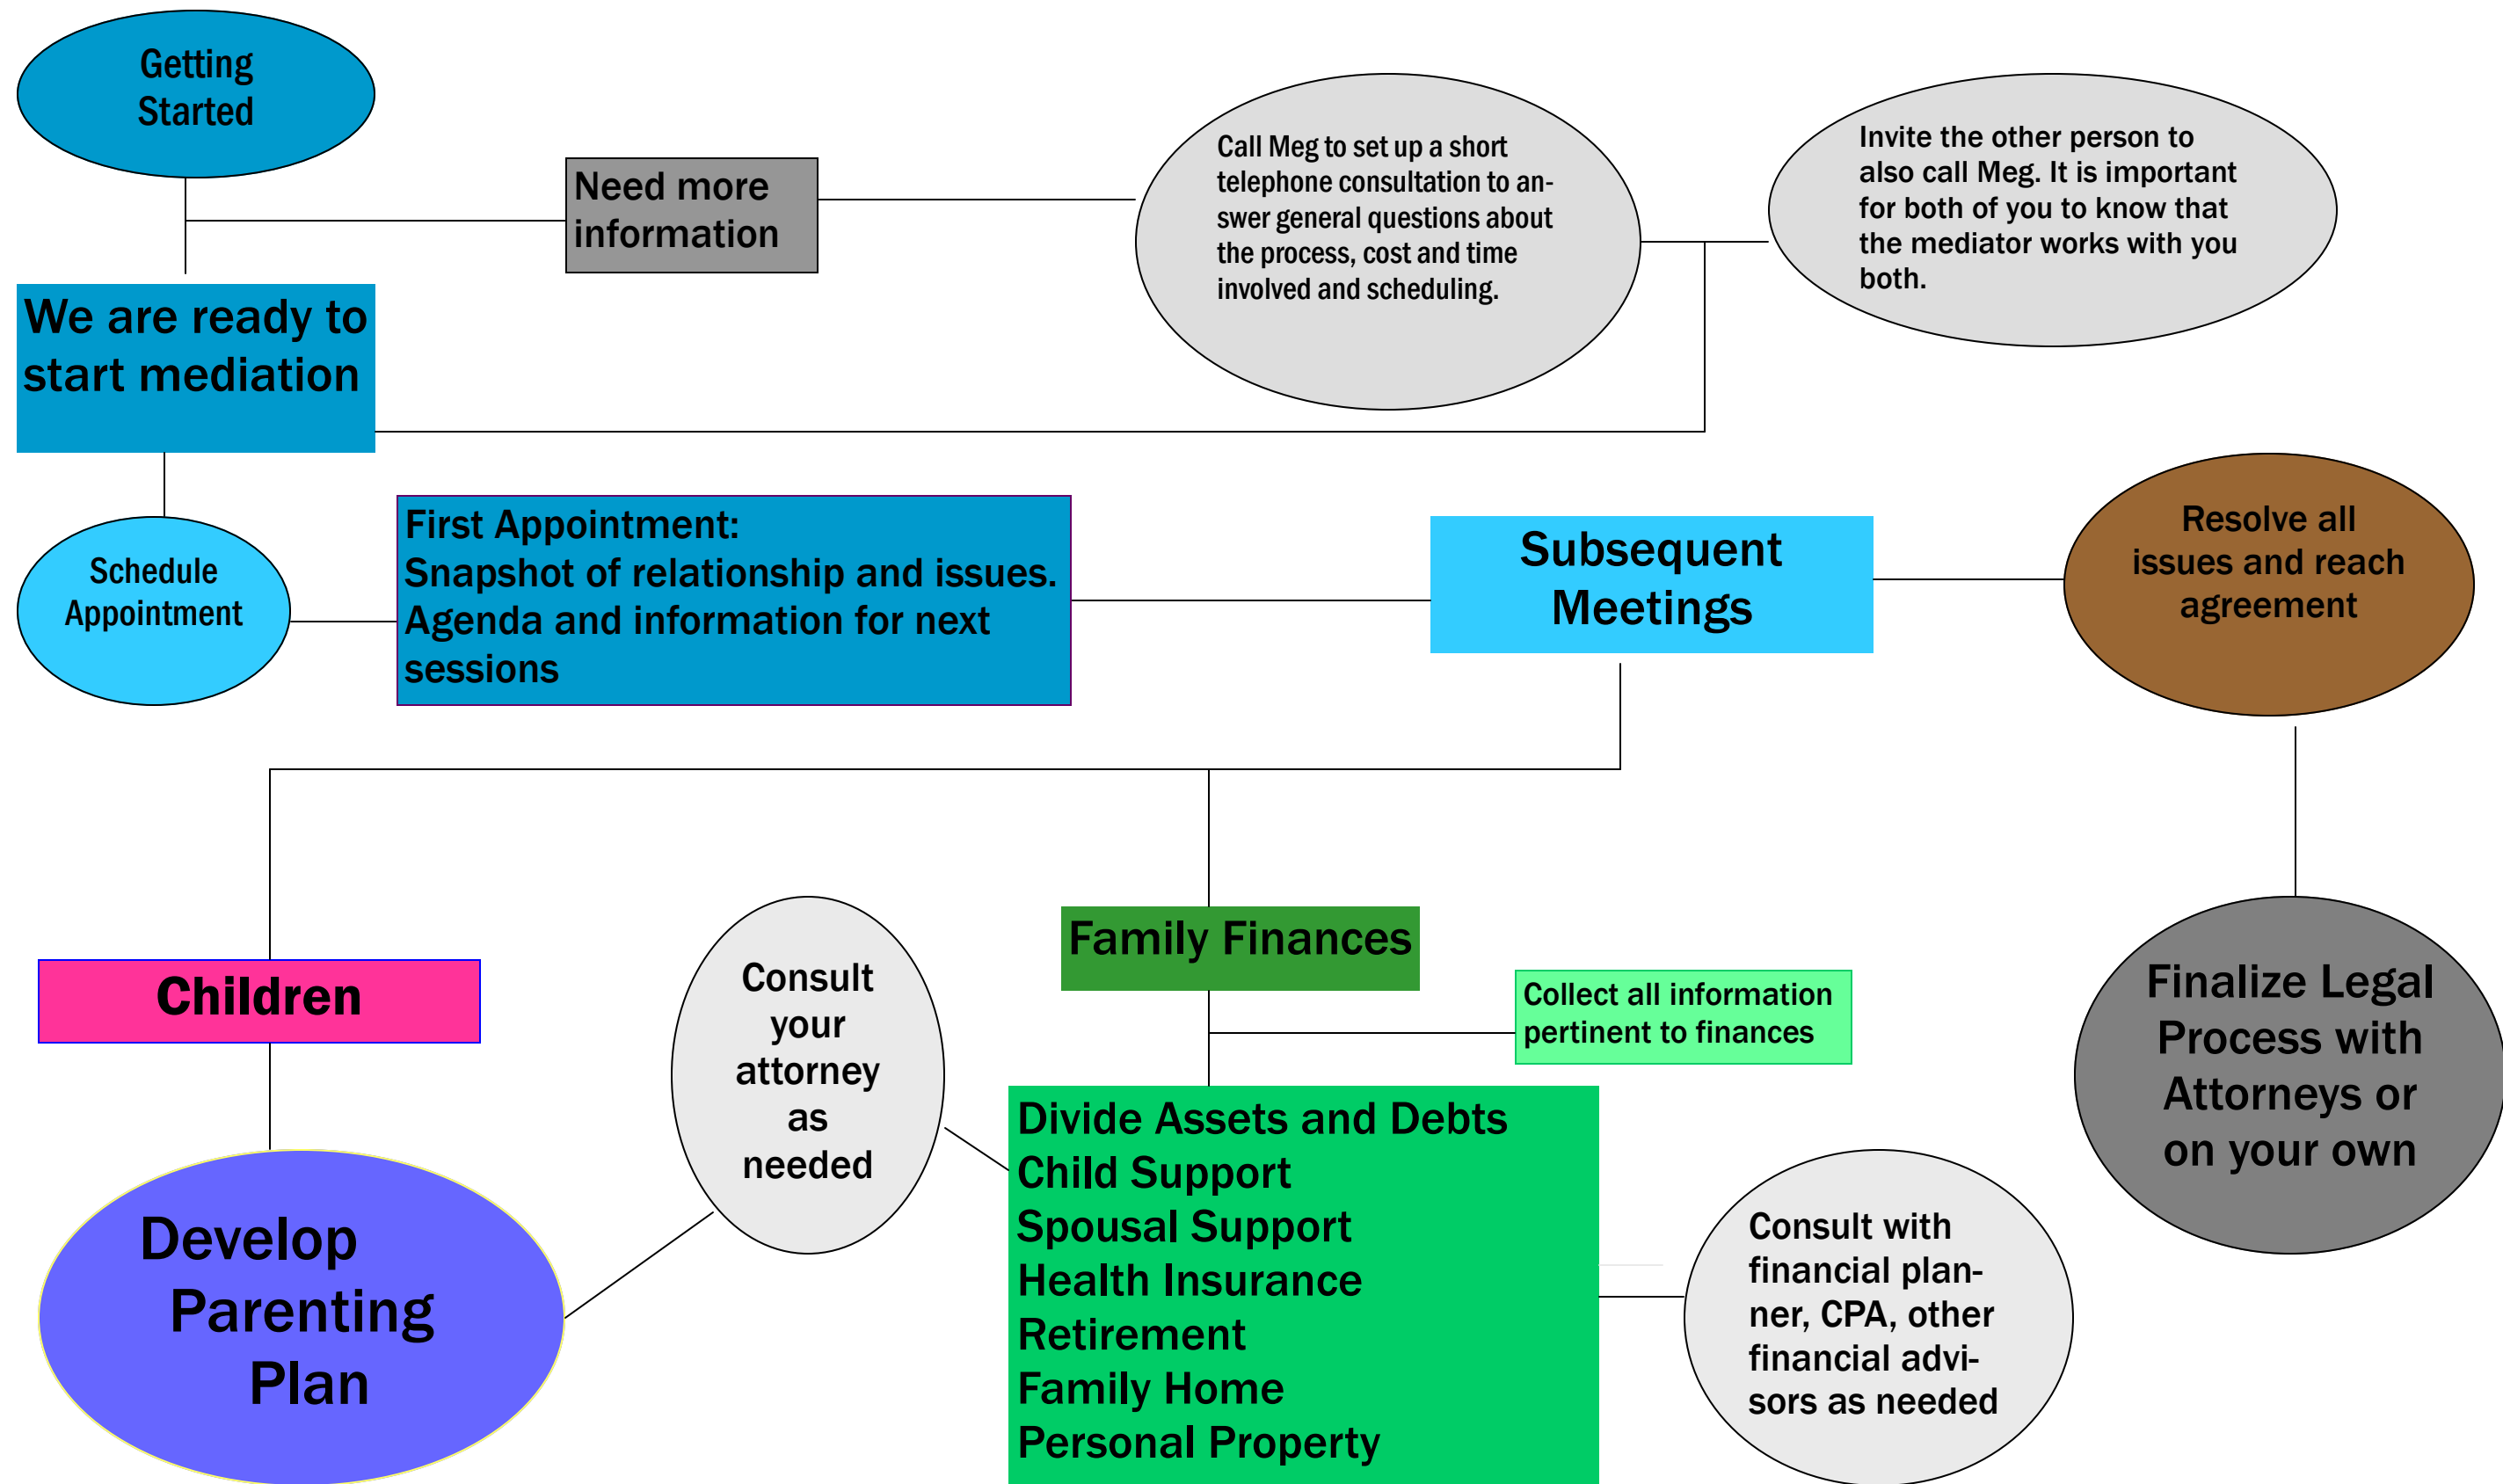 Getting
Started
Need more
information
Call Meg to set up a short
telephone consultation to an-
swer general questions about
the process, cost and time
involved and scheduling.
Invite the other person to
also call Meg. It is important
for both of you to know that
the mediator works with you
both.
We are ready to
start mediation
Schedule
Appointment
First Appointment:
Snapshot of relationship and issues.
Agenda and information for next
sessions
Subsequent
Meetings
Resolve all
issues and reach
agreement
Children
Develop
Parenting
Plan
Consult
your
attorney
as
needed
Family Finances
Collect all information
pertinent to finances
Divide Assets and Debts
Child Support
Spousal Support
Health Insurance
Retirement
Family Home
Personal Property
Consult with
financial plan-
ner, CPA, other
financial advi-
sors as needed
Finalize Legal
Process with
Attorneys or
on your own